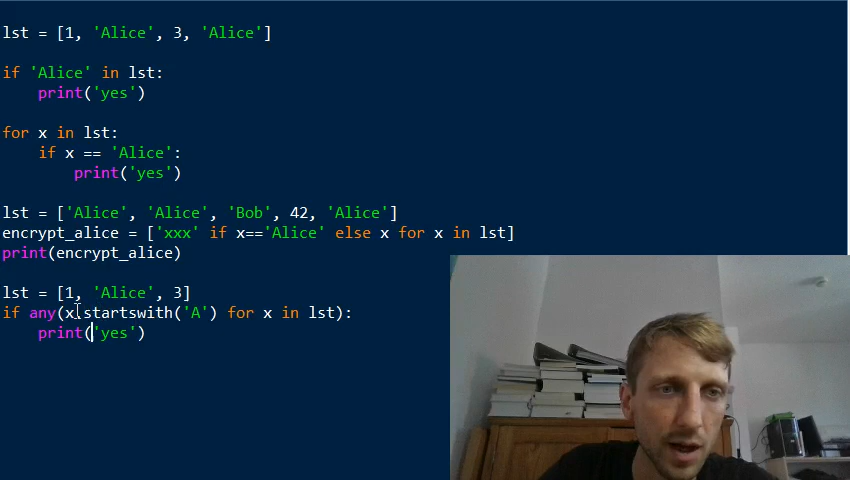 lst = [1, 'Alice', 3, 'Alice']
if 'Alice' in lst:
    print('yes')
for x in lst:
    if x == 'Alice':
        print('yes')
lst = ['Alice', 'Alice', 'Bob', 42, 'Alice']
encrypt_alice = ['xxx' if x=='Alice' else x for x in lst]
print(encrypt_alice)
lst = [1, 'Alice', 3]
if any(x.startswith('A') for x in lst):
    print('yes')